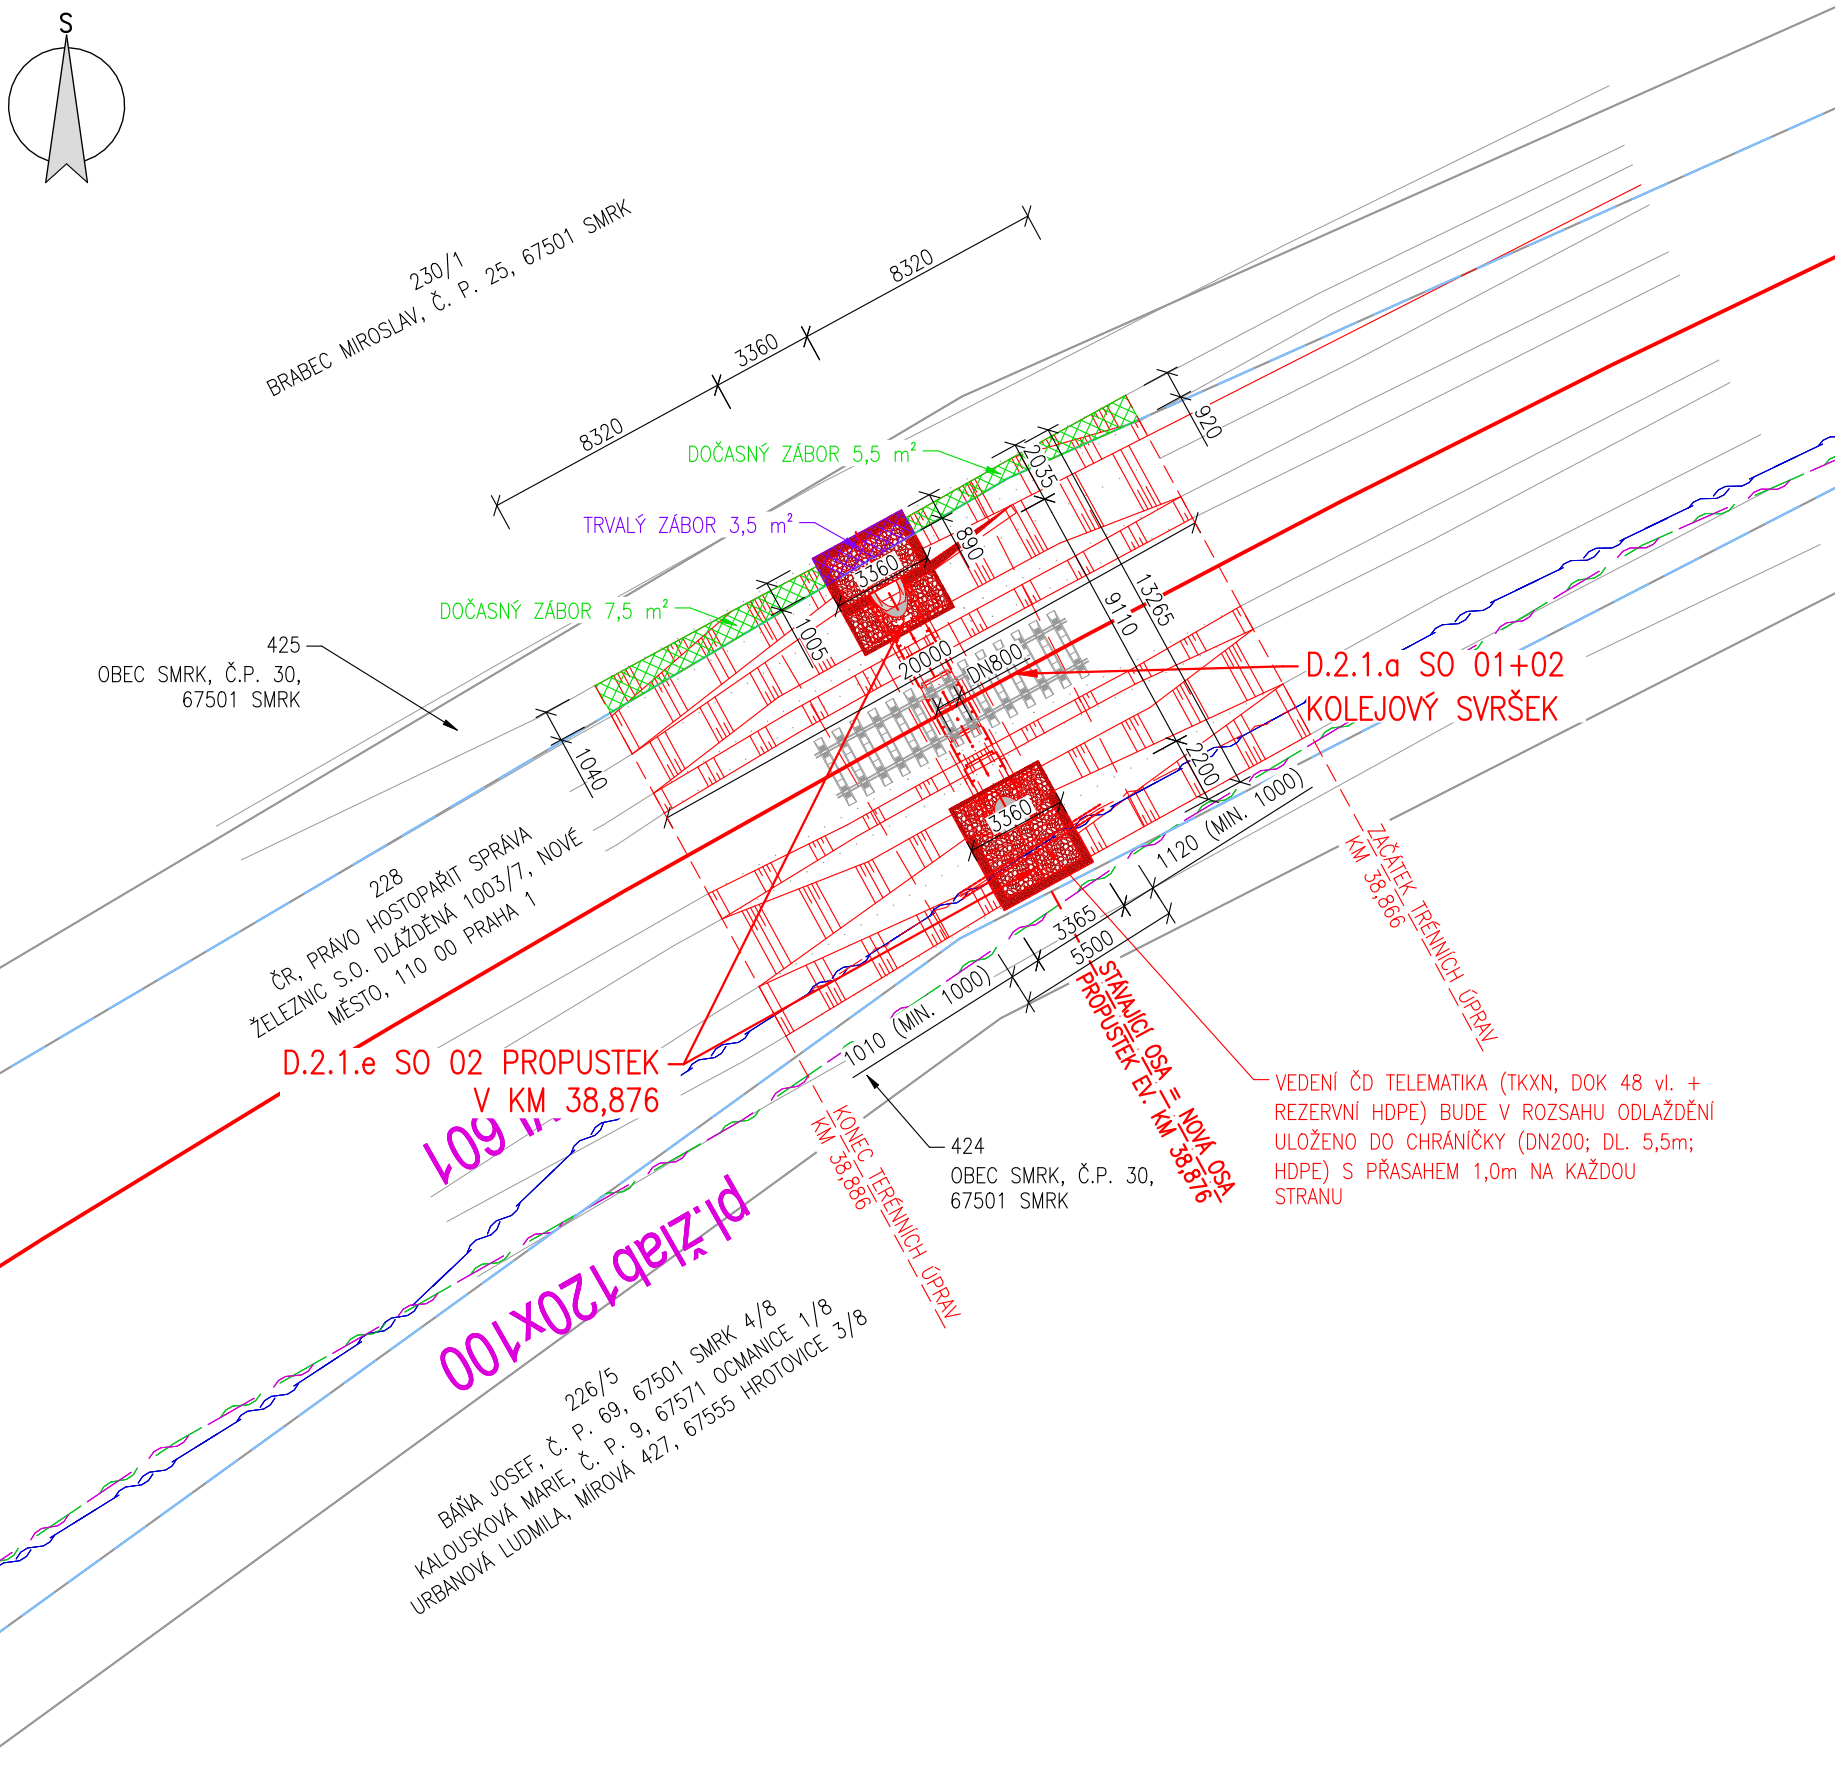 S
230/1
BRABEC MIROSLAV, Č. P. 25, 67501 SMRK
8320
3360
8320
920
DOČASNÝ ZÁBOR 5,5 m²
2035
TRVALÝ ZÁBOR 3,5 m²
890
3360
DOČASNÝ ZÁBOR 7,5 m²
1005
13265
9110
425
OBEC SMRK, Č.P. 30,
67501 SMRK
20000
DN800
D.2.1.a SO 01+02
KOLEJOVÝ SVRŠEK
1040
2200
3360
1120 (MIN. 1000)
ZAČÁTEK TRÉNNÍCH ÚPRAV
KM 38,866
228
ČR, PRÁVO HOSTOPAŘIT SPRÁVA
ŽELEZNIC S.O. DLÁŽDĚNÁ 1003/7, NOVÉ
MĚSTO, 110 00 PRAHA 1
3365
5500
1010 (MIN. 1000)
STÁVAJÍCÍ OSA = NOVÁ OSA
PROPUSTEK EV. KM 38,876
D.2.1.e SO 02 PROPUSTEK
V KM 38,876
601
KONEC TERÉNNÍCH ÚPRAV
KM 38,886
424
OBEC SMRK, Č.P. 30,
67501 SMRK
VEDENÍ ČD TELEMATIKA (TKXN, DOK 48 vl. +
REZERVNÍ HDPE) BUDE V ROZSAHU ODLAŽDĚNÍ
ULOŽENO DO CHRÁNÍČKY (DN200; DL. 5,5m;
HDPE) S PŘASAHEM 1,0m NA KAŽDOU
STRANU
pl.žlab120x100
226/5
BÁŇA JOSEF, Č. P. 69, 67501 SMRK 4/8
KALOUSKOVÁ MARIE, Č. P. 9, 67571 OCMANICE 1/8
URBANOVÁ LUDMILA, MÍROVÁ 427, 67555 HROTOVICE 3/8